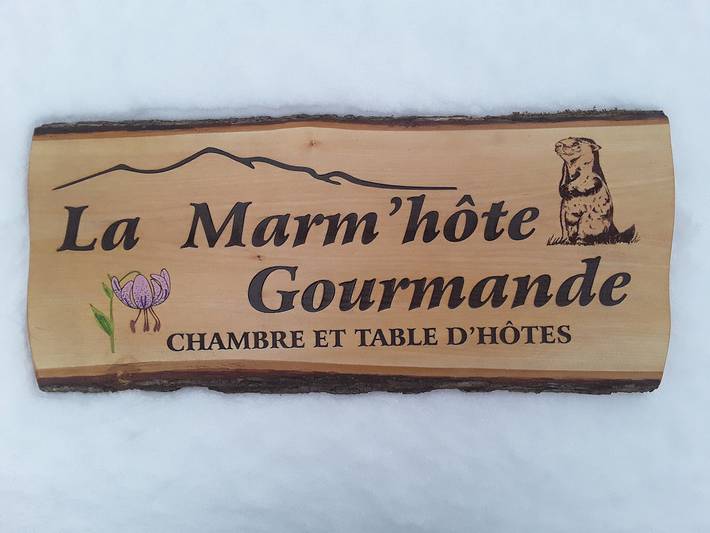 La Marm'hôte
Gourmande
CHAMBRE ET TABLE D'HÔTES